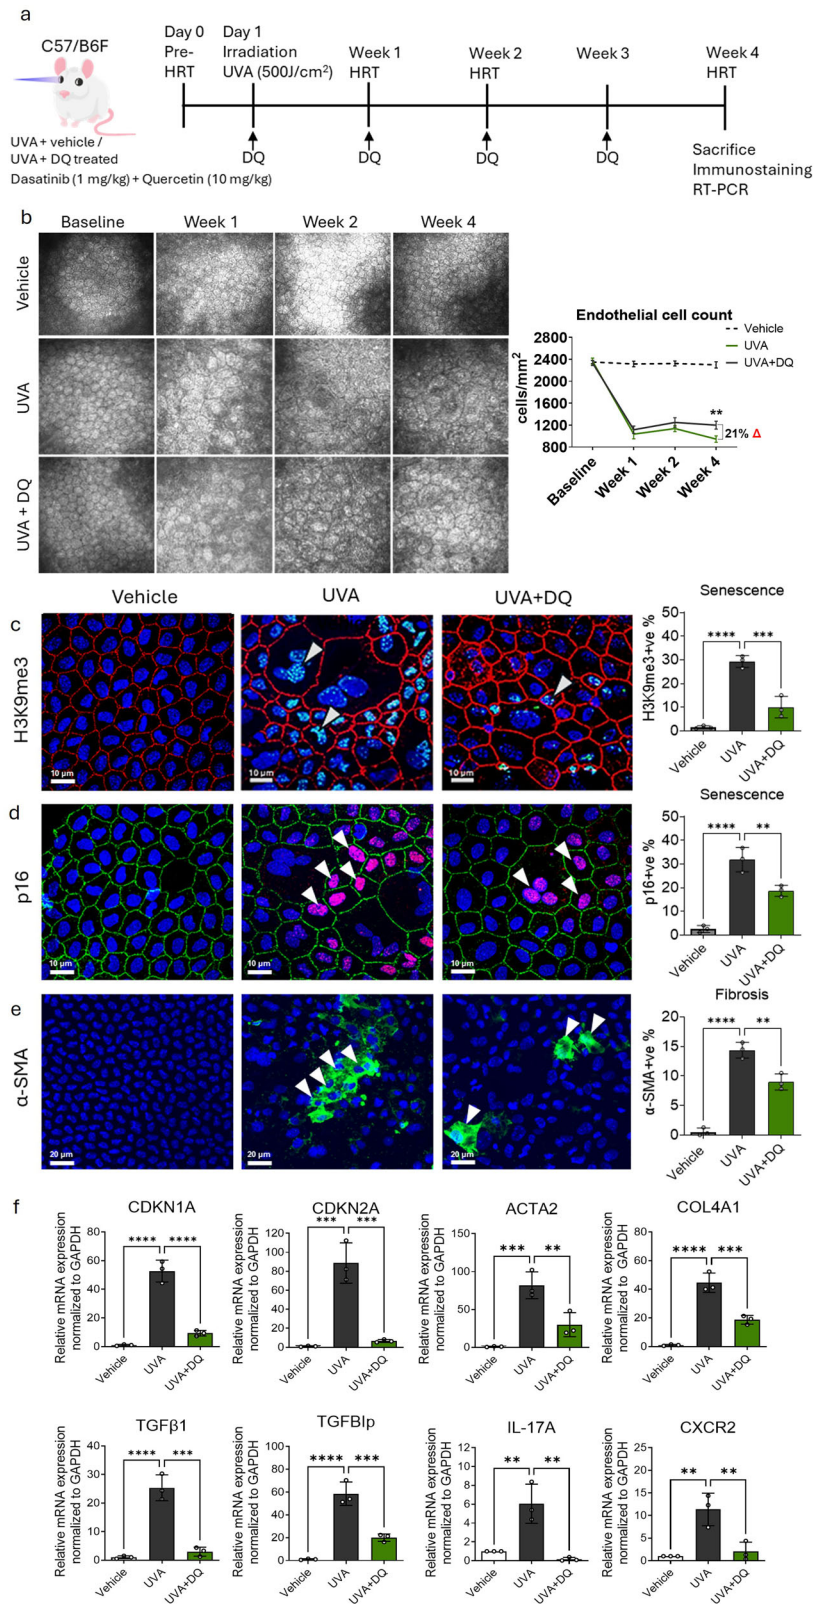 a
C57/B6F
Day 0
Pre-
HRT
Day 1
Irradiation
UVA (500J/cm²)
Week 1
HRT
Week 2
HRT
Week 3
Week 4
HRT
UVA + vehicle /
UVA + DQ treated
Dasatinib (1 mg/kg) + Quercetin (10 mg/kg)
DQ
DQ
DQ
DQ
Sacrifice
Immunostaining
RT-PCR
b
Baseline
Week 1
Week 2
Week 4
Vehicle
UVA
UVA + DQ
Endothelial cell count
Vehicle
UVA
UVA+DQ
cells/mm²
2800
2400
2000
1600
1200
800
**
21% Δ
Baseline
Week 1
Week 2
Week 4
Vehicle
UVA
UVA+DQ
c
H3K9me3
10 µm
10 µm
10 µm
Senescence
H3K9me3+ve %
50
40
30
20
10
0
****
***
Vehicle
UVA
UVA+DQ
d
p16
10 µm
10 µm
10 µm
Senescence
p16+ve %
50
40
30
20
10
0
****
**
Vehicle
UVA
UVA+DQ
e
α-SMA
20 µm
20 µm
20 µm
Fibrosis
α-SMA+ve %
20
15
10
5
0
****
**
Vehicle
UVA
UVA+DQ
f
CDKN1A
Relative mRNA expression
normalized to GAPDH
80
60
40
20
0
****
****
Vehicle
UVA
UVA+DQ
CDKN2A
Relative mRNA expression
normalized to GAPDH
120
100
80
60
40
20
0
***
***
Vehicle
UVA
UVA+DQ
ACTA2
Relative mRNA expression
normalized to GAPDH
150
100
50
0
***
**
Vehicle
UVA
UVA+DQ
COL4A1
Relative mRNA expression
normalized to GAPDH
80
60
40
20
0
****
***
Vehicle
UVA
UVA+DQ
TGFβ1
Relative mRNA expression
normalized to GAPDH
40
30
20
10
0
****
***
Vehicle
UVA
UVA+DQ
TGFBIp
Relative mRNA expression
normalized to GAPDH
100
80
60
40
20
0
****
***
Vehicle
UVA
UVA+DQ
IL-17A
Relative mRNA expression
normalized to GAPDH
12
10
8
6
4
2
0
**
**
Vehicle
UVA
UVA+DQ
CXCR2
Relative mRNA expression
normalized to GAPDH
25
20
15
10
5
0
**
**
Vehicle
UVA
UVA+DQ